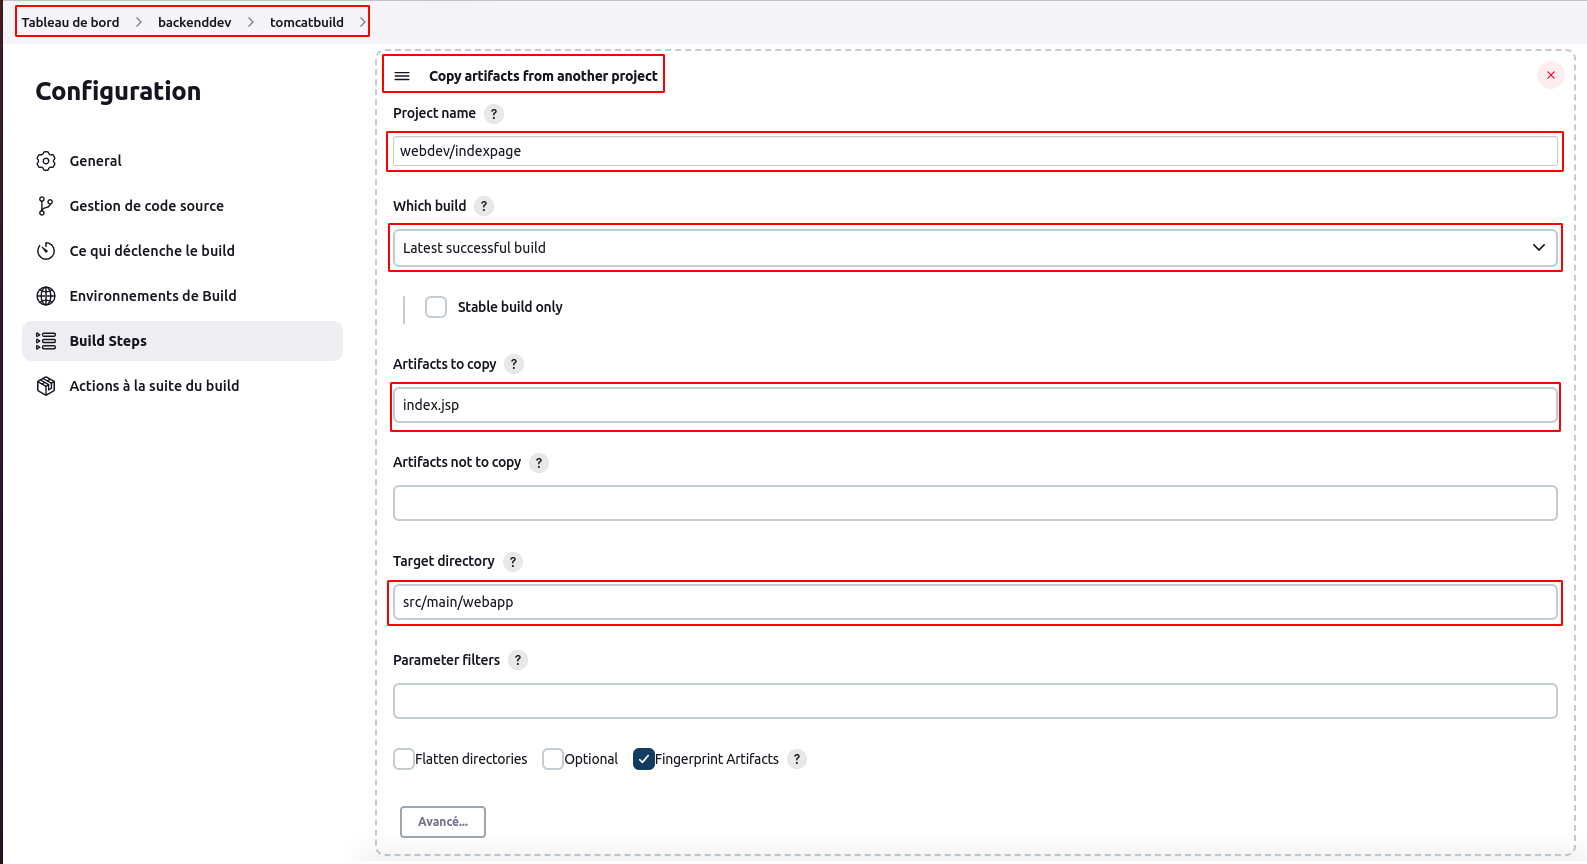 Tableau de bord > backenddev > tomcatbuild >
Configuration
General
Gestion de code source
Ce qui déclenche le build
Environnements de Build
Build Steps
Actions à la suite du build
Copy artifacts from another project
Project name ?
webdev/indexpage
Which build ?
Latest successful build
Stable build only
Artifacts to copy ?
index.jsp
Artifacts not to copy ?
Target directory ?
src/main/webapp
Parameter filters ?
Flatten directories Optional Fingerprint Artifacts ?
Avancé...